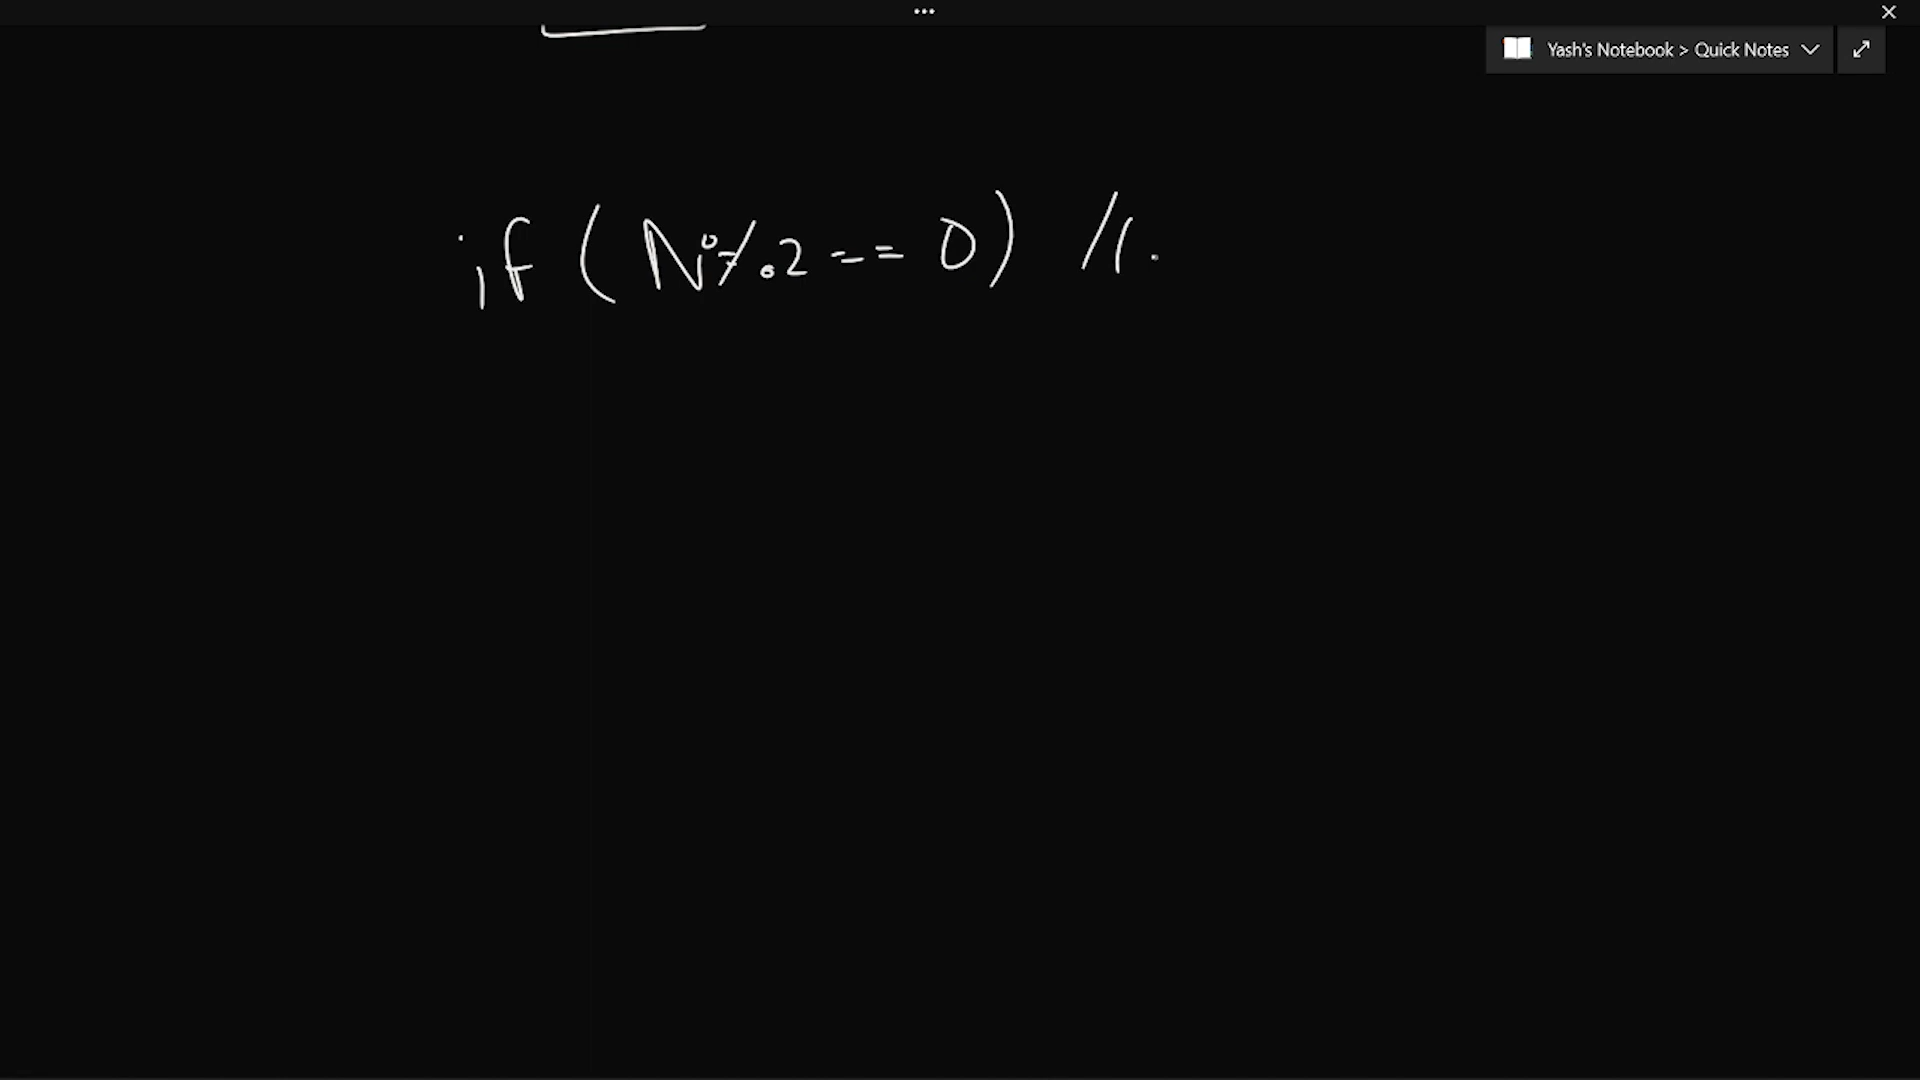 Yash's Notebook > Quick Notes
if (N%2 == 0) //.